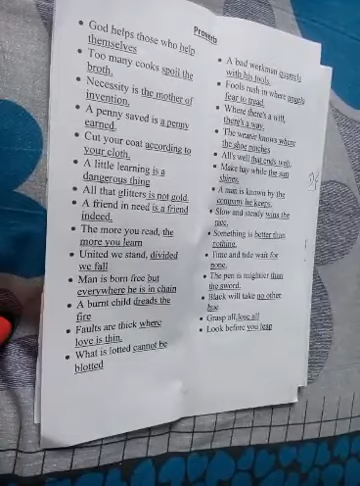 Proverbs
• God helps those who help
themselves
• Too many cooks spoil the
broth.
• Necessity is the mother of
invention.
• A penny saved is a penny
earned.
• Cut your coat according to
your cloth.
• A little learning is a
dangerous thing
• All that glitters is not gold.
• A friend in need is a friend
indeed.
• The more you read, the
more you learn
• United we stand, divided
we fall
• Man is born free but
everywhere he is in chain
• A burnt child dreads the
fire
• Faults are thick where
love is thin.
• What is lotted cannot be
blotted
• A bad workman quarrels
with his tools.
• Fools rush in where angels
fear to tread.
• Where there's a will,
there's a way.
• The wearer knows where
the shoe pinches
• All's well that ends well.
• Make hay while the sun
shines.
• A man is known by the
company he keeps.
• Slow and steady wins the
race.
• Something is better than
nothing.
• Time and tide wait for
none.
• The pen is mightier than
the sword.
• Black will take no other
hue
• Grasp all, lose all
• Look before you leap